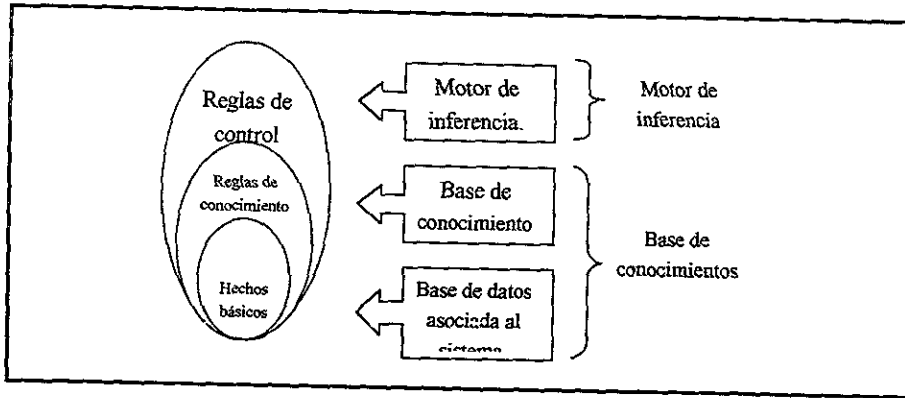 Reglas de
control
Reglas de
conocimiento
Hechos
básicos
Motor de
inferencia.
Base de
conocimiento
Base de datos
asociada al
sistema
Motor de
inferencia
Base de
conocimientos